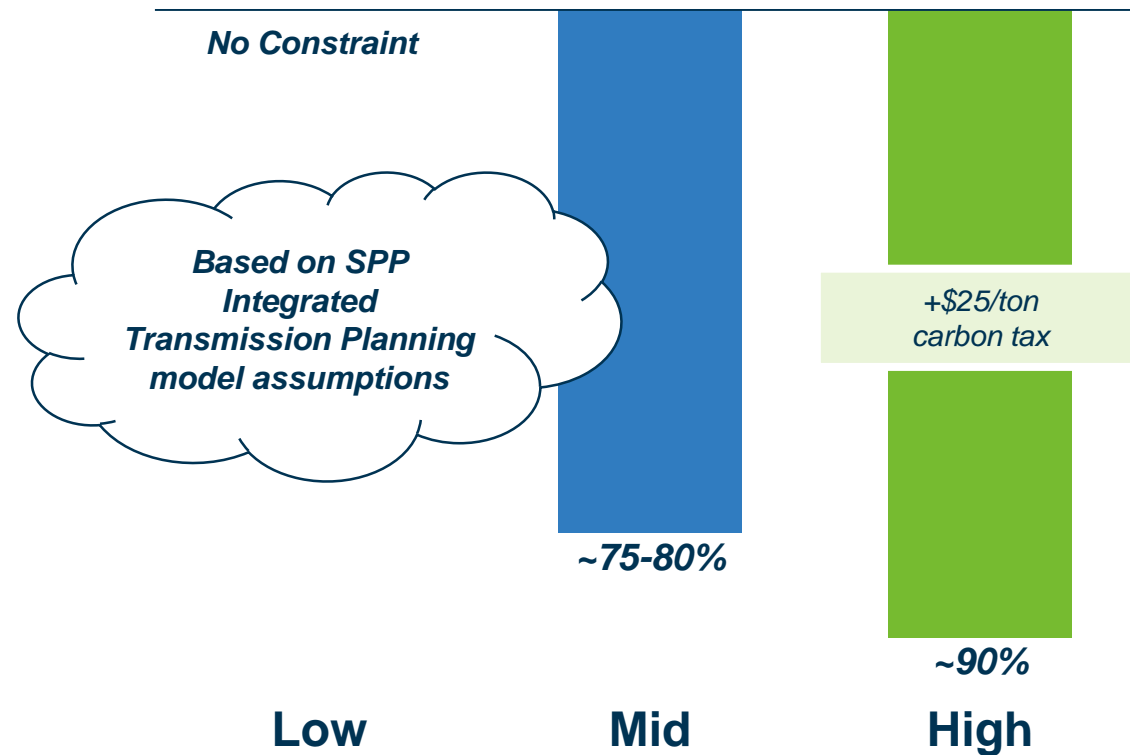 No Constraint
Based on SPP
Integrated
Transmission Planning
model assumptions
+$25/ton
carbon tax
~75-80%
~90%
Low
Mid
High